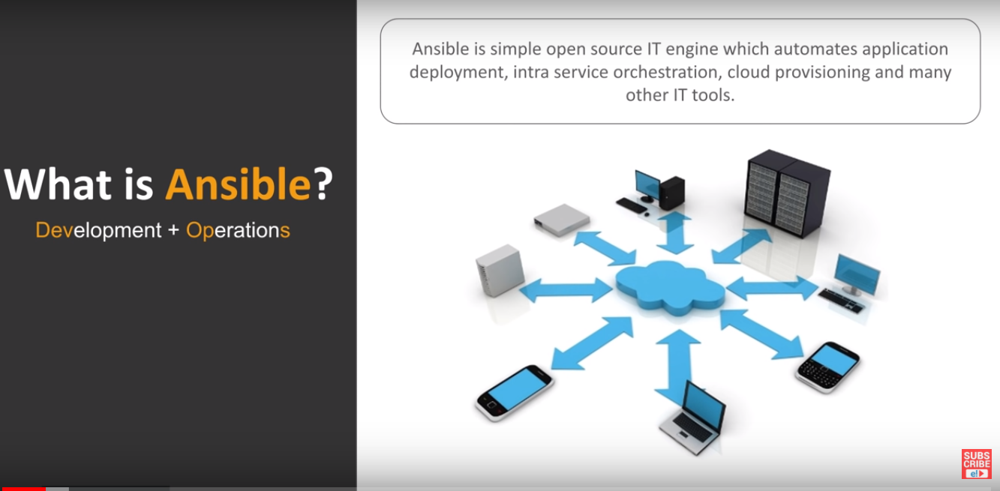 What is Ansible?
Development + Operations
Ansible is simple open source IT engine which automates application
deployment, intra service orchestration, cloud provisioning and many
other IT tools.
SUBS
CRIBE
e!